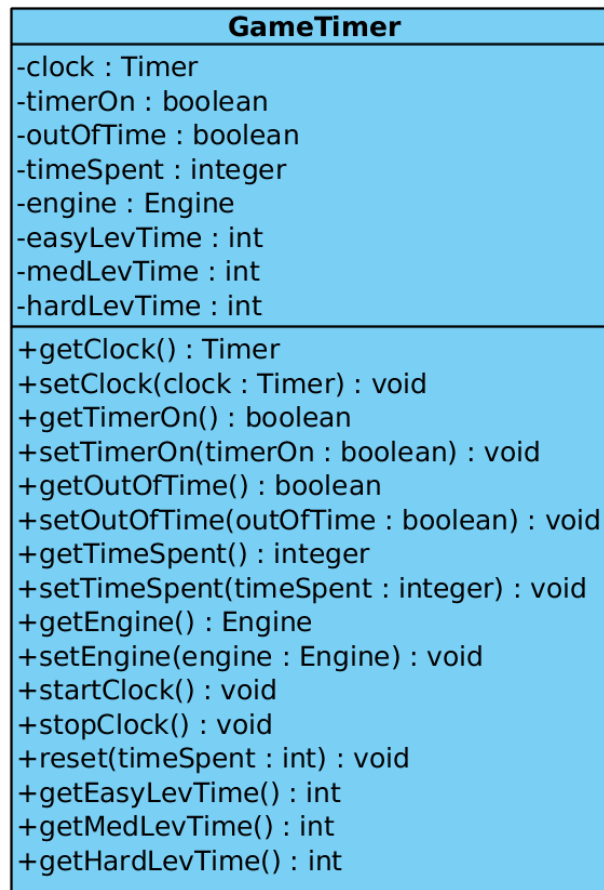 GameTimer
-clock : Timer
-timerOn : boolean
-outOfTime : boolean
-timeSpent : integer
-engine : Engine
-easyLevTime : int
-medLevTime : int
-hardLevTime : int
+getClock() : Timer
+setClock(clock : Timer) : void
+getTimerOn() : boolean
+setTimerOn(timerOn : boolean) : void
+getOutOfTime() : boolean
+setOutOfTime(outOfTime : boolean) : void
+getTimeSpent() : integer
+setTimeSpent(timeSpent : integer) : void
+getEngine() : Engine
+setEngine(engine : Engine) : void
+startClock() : void
+stopClock() : void
+reset(timeSpent : int) : void
+getEasyLevTime() : int
+getMedLevTime() : int
+getHardLevTime() : int